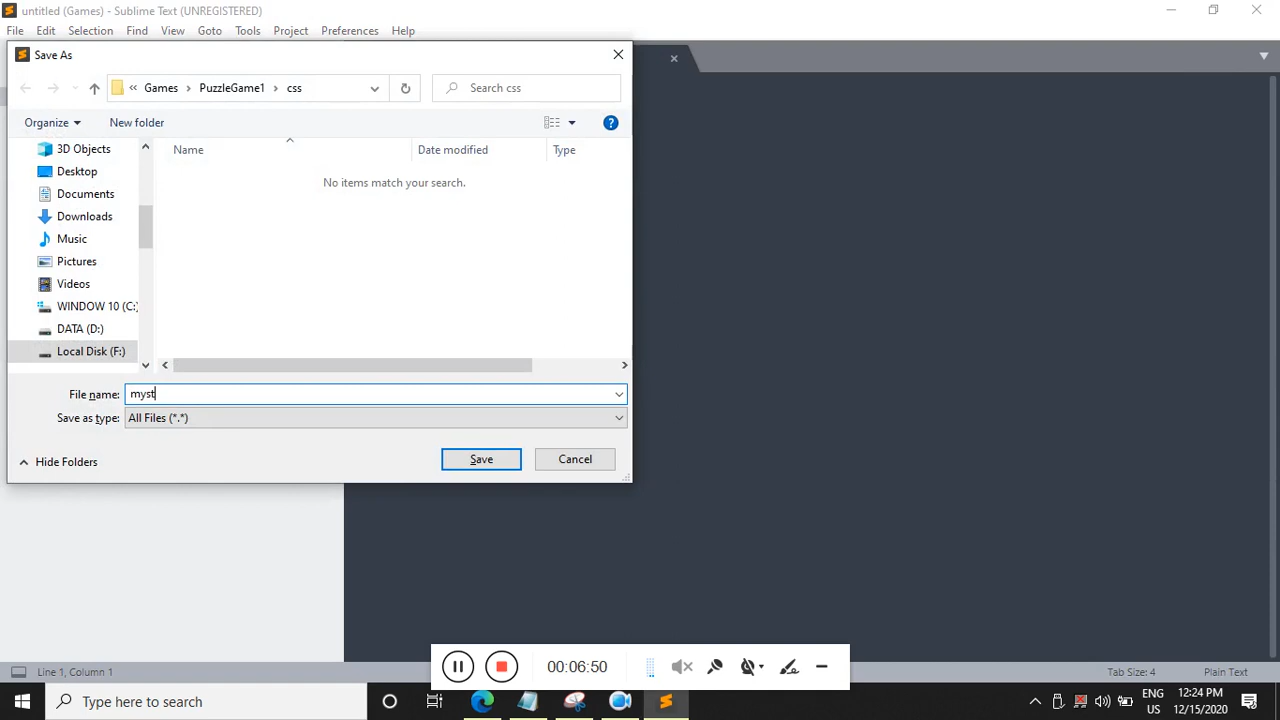 untitled (Games) - Sublime Text (UNREGISTERED)
File Edit Selection Find View Goto Tools Project Preferences Help
Save As
Games PuzzleGame1 css
Search css
Organize New folder
3D Objects
Desktop
Documents
Downloads
Music
Pictures
Videos
WINDOW 10 (C:)
DATA (D:)
Local Disk (F:)
Name Date modified Type
No items match your search.
File name: myst
Save as type: All Files (*.*)
Hide Folders
Save Cancel
00:06:50
Line 1, Column 1
Tab Size: 4 Plain Text
Type here to search
ENG
US
12:24 PM
12/15/2020